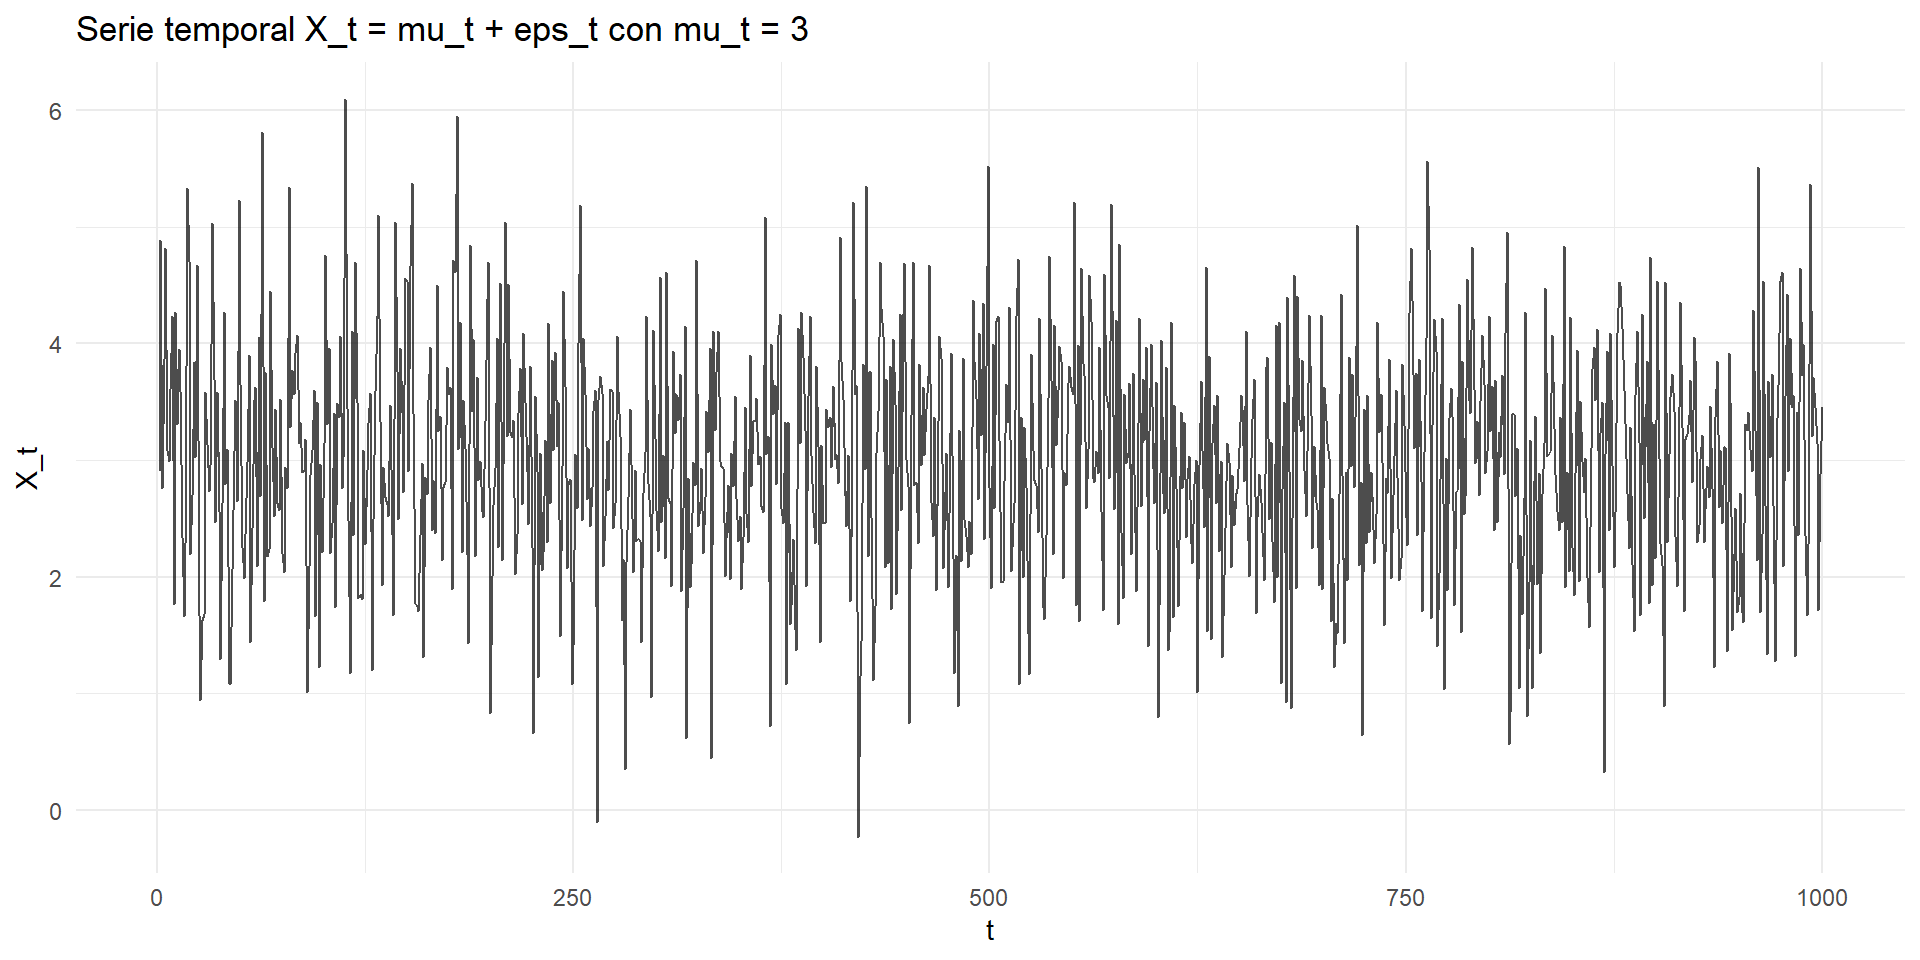 Serie temporal X_t = mu_t + eps_t con mu_t = 3
6
4
2
0
X_t
0 250 500 750 1000
t